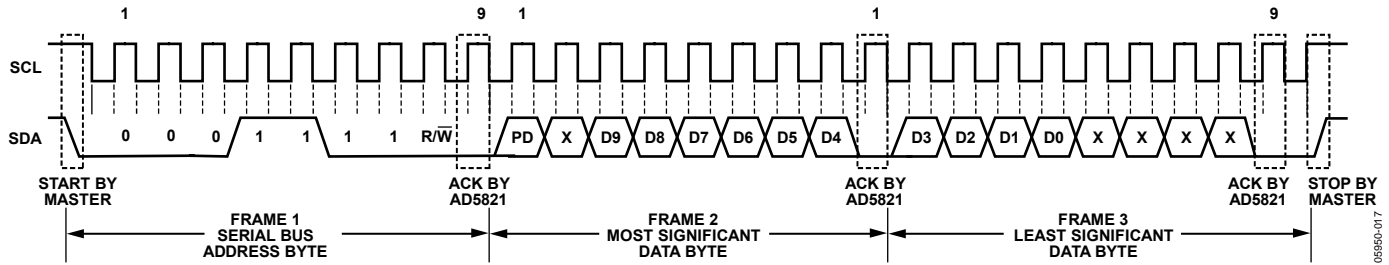 1 9 1 1 9
SCL
SDA 0 0 0 1 1 1 1 R/W PD X D9 D8 D7 D6 D5 D4 D3 D2 D1 D0 X X X X
START BY
MASTER
ACK BY
AD5821
ACK BY
AD5821
ACK BY
AD5821
STOP BY
MASTER
FRAME 1
SERIAL BUS
ADDRESS BYTE
FRAME 2
MOST SIGNIFICANT
DATA BYTE
FRAME 3
LEAST SIGNIFICANT
DATA BYTE
05950-017